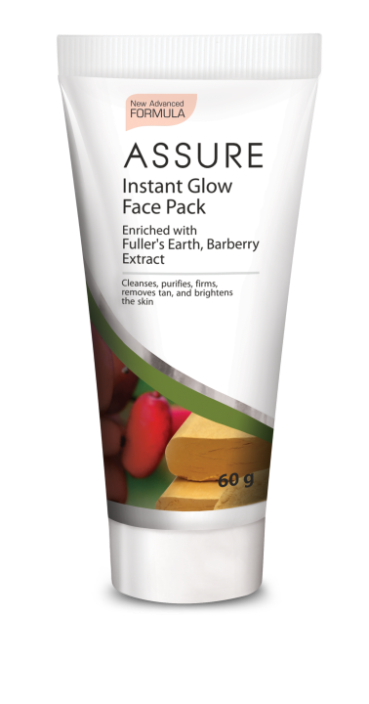 New Advanced
FORMULA
ASSURE
Instant Glow
Face Pack
Enriched with
Fuller's Earth, Barberry
Extract
Cleanses, purifies, firms,
removes tan, and brightens
the skin
60 g